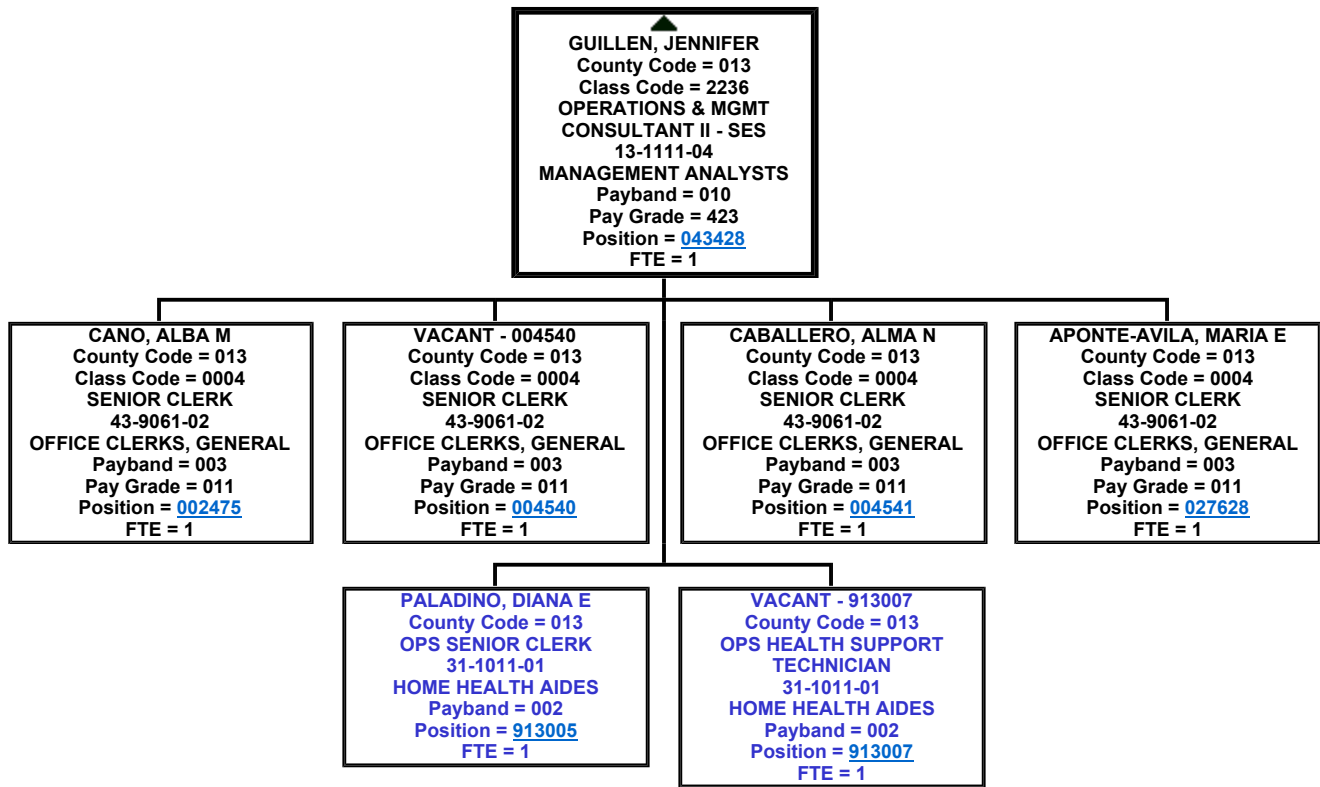 GUILLEN, JENNIFER
County Code = 013
Class Code = 2236
OPERATIONS & MGMT
CONSULTANT II - SES
13-1111-04
MANAGEMENT ANALYSTS
Payband = 010
Pay Grade = 423
Position = 043428
FTE = 1
CANO, ALBA M
County Code = 013
Class Code = 0004
SENIOR CLERK
43-9061-02
OFFICE CLERKS, GENERAL
Payband = 003
Pay Grade = 011
Position = 002475
FTE = 1
VACANT - 004540
County Code = 013
Class Code = 0004
SENIOR CLERK
43-9061-02
OFFICE CLERKS, GENERAL
Payband = 003
Pay Grade = 011
Position = 004540
FTE = 1
CABALLERO, ALMA N
County Code = 013
Class Code = 0004
SENIOR CLERK
43-9061-02
OFFICE CLERKS, GENERAL
Payband = 003
Pay Grade = 011
Position = 004541
FTE = 1
APONTE-AVILA, MARIA E
County Code = 013
Class Code = 0004
SENIOR CLERK
43-9061-02
OFFICE CLERKS, GENERAL
Payband = 003
Pay Grade = 011
Position = 027628
FTE = 1
PALADINO, DIANA E
County Code = 013
OPS SENIOR CLERK
31-1011-01
HOME HEALTH AIDES
Payband = 002
Position = 913005
FTE = 1
VACANT - 913007
County Code = 013
OPS HEALTH SUPPORT
TECHNICIAN
31-1011-01
HOME HEALTH AIDES
Payband = 002
Position = 913007
FTE = 1